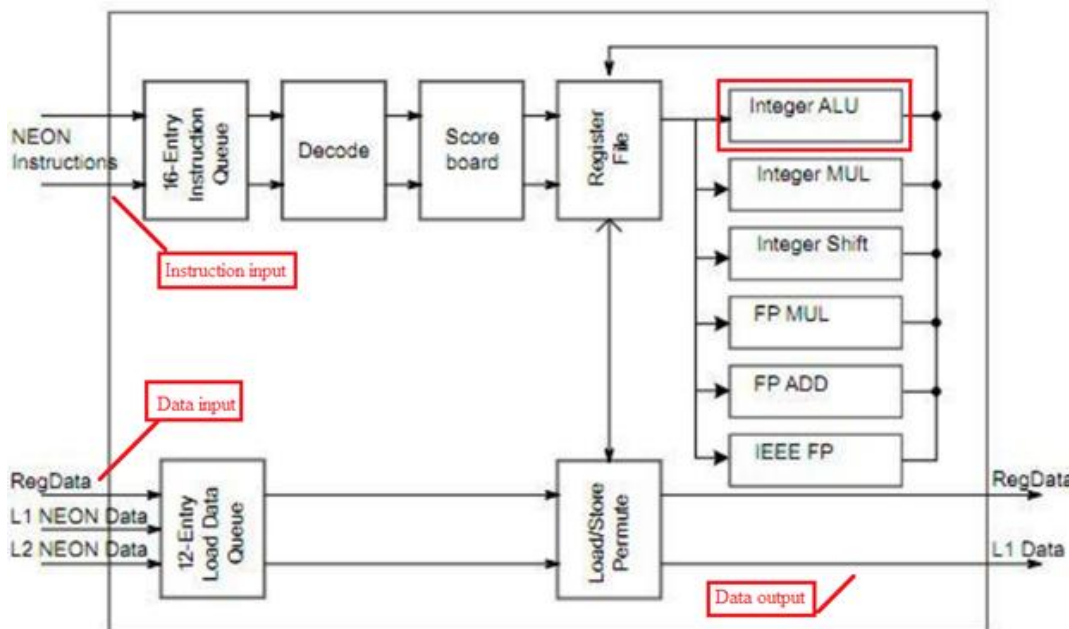 NEON
Instructions
16-Entry
Instruction
Queue
Decode
Score
board
Register
File
Integer ALU
Integer MUL
Integer Shift
FP MUL
FP ADD
IEEE FP
Instruction input
Data input
RegData
L1 NEON Data
L2 NEON Data
12-Entry
Load Data
Queue
Load/Store
Permute
RegData
L1 Data
Data output